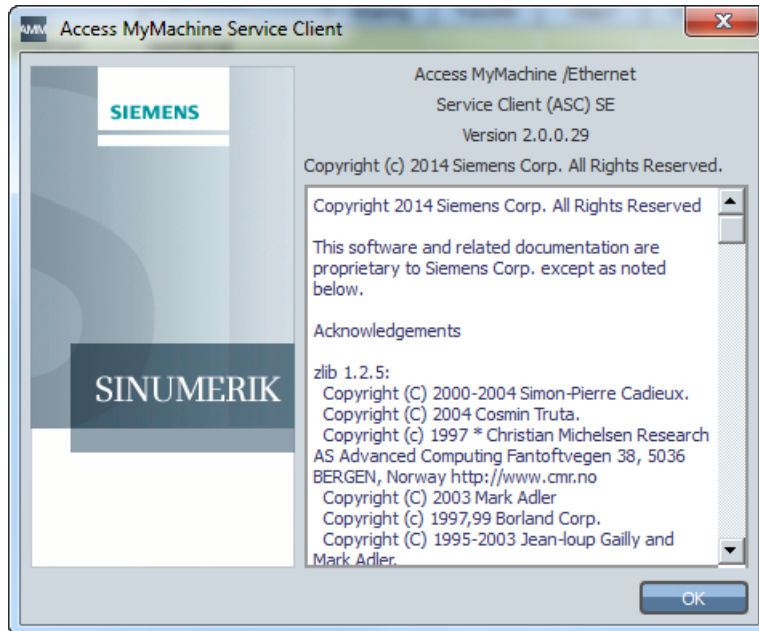 AMM Access MyMachine Service Client
SIEMENS
SINUMERIK
Access MyMachine /Ethernet
Service Client (ASC) SE
Version 2.0.0.29
Copyright (c) 2014 Siemens Corp. All Rights Reserved.
Copyright 2014 Siemens Corp. All Rights Reserved
This software and related documentation are
proprietary to Siemens Corp. except as noted
below.
Acknowledgements
zlib 1.2.5:
Copyright (C) 2000-2004 Simon-Pierre Cadieux.
Copyright (C) 2004 Cosmin Truta.
Copyright (c) 1997 * Christian Michelsen Research
AS Advanced Computing Fantoftvegen 38, 5036
BERGEN, Norway http://www.cmr.no
Copyright (C) 2003 Mark Adler
Copyright (c) 1997,99 Borland Corp.
Copyright (C) 1995-2003 Jean-loup Gailly and
Mark Adler.
OK